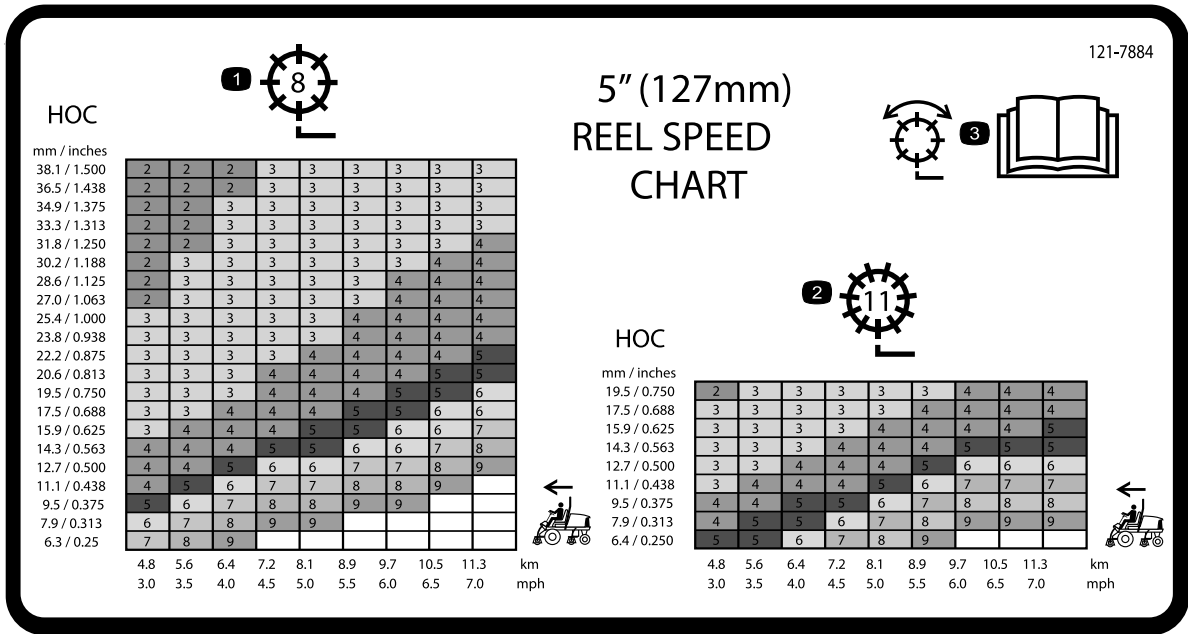 121-7884
5" (127mm)
REEL SPEED
CHART
3
1
8
HOC
mm / inches
38.1 / 1.500 2 2 2 3 3 3 3 3 3
36.5 / 1.438 2 2 2 3 3 3 3 3 3
34.9 / 1.375 2 2 3 3 3 3 3 3 3
33.3 / 1.313 2 2 3 3 3 3 3 3 3
31.8 / 1.250 2 2 3 3 3 3 3 3 4
30.2 / 1.188 2 3 3 3 3 3 3 4 4
28.6 / 1.125 2 3 3 3 3 3 4 4 4
27.0 / 1.063 2 3 3 3 3 3 4 4 4
25.4 / 1.000 3 3 3 3 3 4 4 4 4
23.8 / 0.938 3 3 3 3 3 4 4 4 4
22.2 / 0.875 3 3 3 3 4 4 4 4 5
20.6 / 0.813 3 3 3 4 4 4 4 5 5
19.5 / 0.750 3 3 3 4 4 4 5 5 6
17.5 / 0.688 3 3 4 4 4 5 5 6 6
15.9 / 0.625 3 4 4 4 5 5 6 6 7
14.3 / 0.563 4 4 4 5 5 6 6 7 8
12.7 / 0.500 4 4 5 6 6 7 7 8 9
11.1 / 0.438 4 5 6 7 7 8 8 9
9.5 / 0.375 5 6 7 8 8 9 9
7.9 / 0.313 6 7 8 9 9
6.3 / 0.25 7 8 9
4.8 5.6 6.4 7.2 8.1 8.9 9.7 10.5 11.3 km
3.0 3.5 4.0 4.5 5.0 5.5 6.0 6.5 7.0 mph
2
11
HOC
mm / inches
19.5 / 0.750 2 3 3 3 3 3 4 4 4
17.5 / 0.688 3 3 3 3 3 4 4 4 4
15.9 / 0.625 3 3 3 3 4 4 4 4 5
14.3 / 0.563 3 3 3 4 4 4 5 5 5
12.7 / 0.500 3 3 4 4 4 5 6 6 6
11.1 / 0.438 3 4 4 4 5 6 7 7 7
9.5 / 0.375 4 4 5 5 6 7 8 8 8
7.9 / 0.313 4 5 5 6 7 8 9 9 9
6.4 / 0.250 5 5 6 7 8 9
4.8 5.6 6.4 7.2 8.1 8.9 9.7 10.5 11.3 km
3.0 3.5 4.0 4.5 5.0 5.5 6.0 6.5 7.0 mph